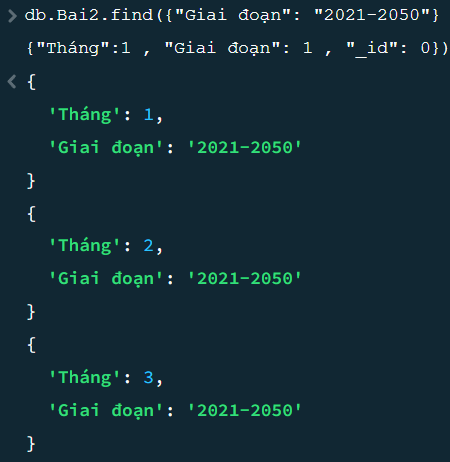 > db.Bai2.find({"Giai đoạn": "2021-2050"}
{"Tháng":1 , "Giai đoạn": 1 , "_id": 0})
< {
'Tháng': 1,
'Giai đoạn': '2021-2050'
}
{
'Tháng': 2,
'Giai đoạn': '2021-2050'
}
{
'Tháng': 3,
'Giai đoạn': '2021-2050'
}